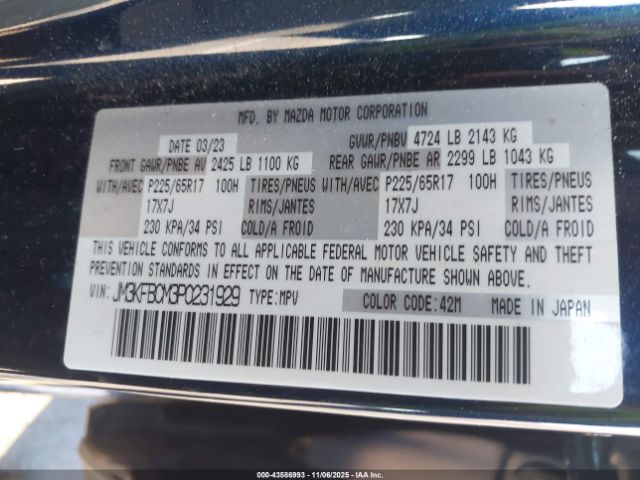 MFD. BY MAZDA MOTOR CORPORATION
DATE 03/23 GVWR/PNBV 4724 LB 2143 KG
FRONT GAWR/PNBE AV 2425 LB 1100 KG REAR GAWR/PNBE AR 2299 LB 1043 KG
WITH/AVEC P225/65R17 100H TIRES/PNEUS WITH/AVEC P225/65R17 100H TIRES/PNEUS
17X7J RIMS/JANTES 17X7J RIMS/JANTES
230 KPA/34 PSI COLD/A FROID 230 KPA/34 PSI COLD/A FROID
THIS VEHICLE CONFORMS TO ALL APPLICABLE FEDERAL MOTOR VEHICLE SAFETY AND THEFT
PREVENTION STANDARDS IN EFFECT ON THE DATE OF MANUFACTURE SHOWN ABOVE.
VIN: JM3KFBCM3P0231929 TYPE:MPV COLOR CODE:42M MADE IN JAPAN
000-43586993 - 11/06/2025 - IAA Inc.